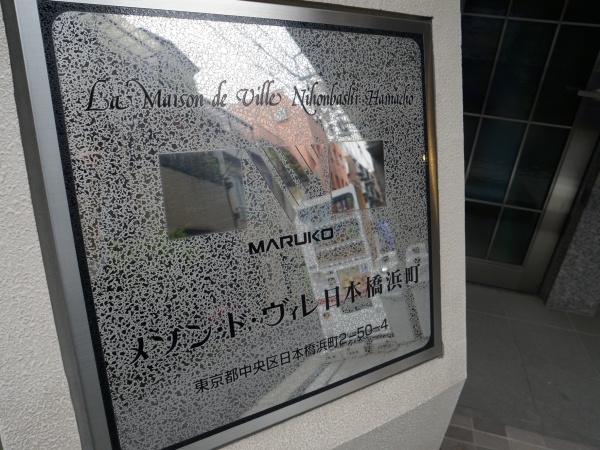 La Maison de Ville Nihonbashi Hamacho
MARUKO
メゾン・ド・ヴィレ日本橋浜町
東京都中央区日本橋浜町2-50-4